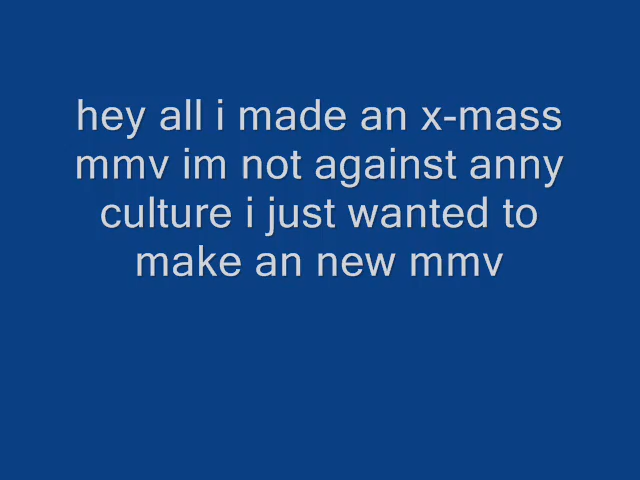 hey all i made an x-mass
mmv im not against anny
culture i just wanted to
make an new mmv